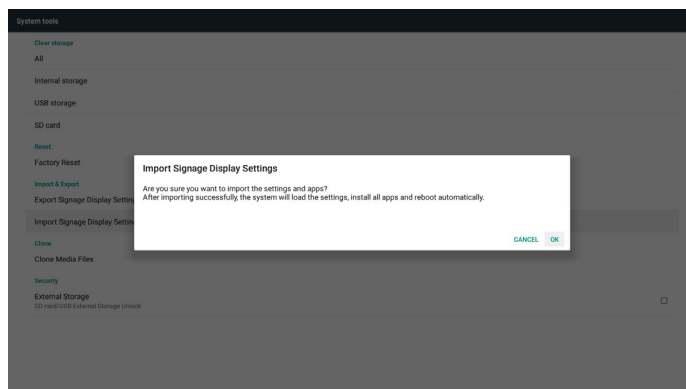 System tools
Clear storage
All
Internal storage
USB storage
SD card
Reset
Factory Reset
Import & Export
Export Signage Display Setting
Import Signage Display Settin
Clone
Clone Media Files
Security
External Storage
SD card/USB External Storage Unlock
Import Signage Display Settings
Are you sure you want to import the settings and apps?
After importing successfully, the system will load the settings, install all apps and reboot automatically.
CANCEL OK